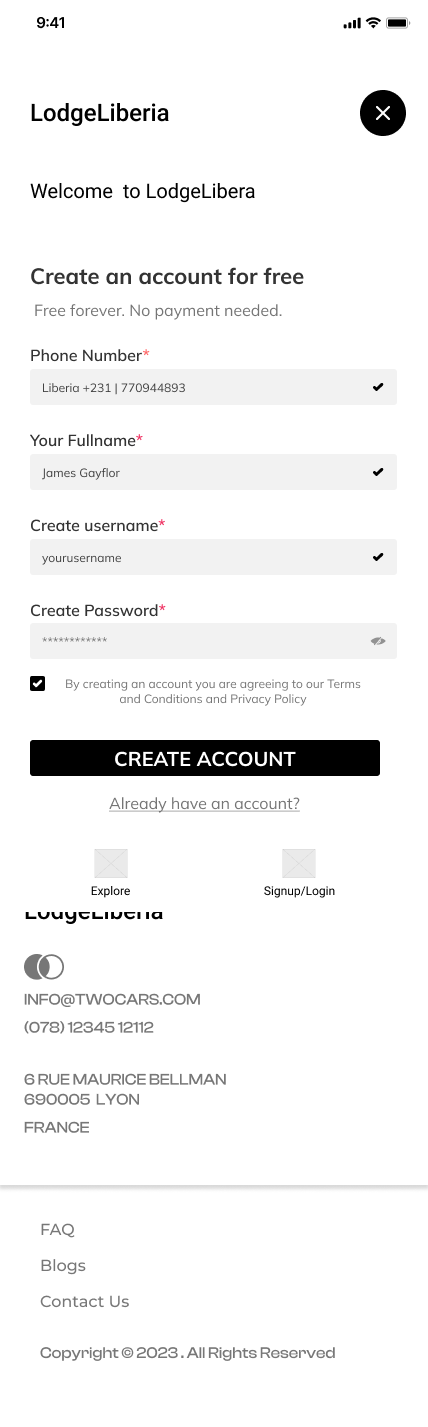 9:41
LodgeLiberia
Welcome  to LodgeLibera
Create an account for free
Free forever. No payment needed.
Phone Number*
Liberia +231 | 770944893
Your Fullname*
James Gayflor
Create username*
yourusername
Create Password*
************
By creating an account you are agreeing to our Terms
and Conditions and Privacy Policy
CREATE ACCOUNT
Already have an account?
Explore
Signup/Login
LodgeLiberia
INFO@TWOCARS.COM
(078) 12345 12112
6 RUE MAURICE BELLMAN
690005  LYON
FRANCE
FAQ
Blogs
Contact Us
Copyright © 2023 . All Rights Reserved